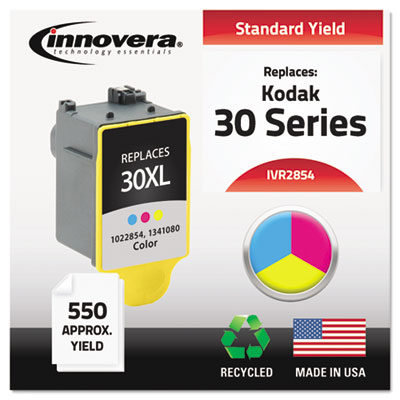 innovera
technology essentials
Standard Yield
Replaces:
Kodak
30 Series
IVR2854
REPLACES
30XL
1022854, 1341080
Color
550
APPROX.
YIELD
RECYCLED
MADE IN USA